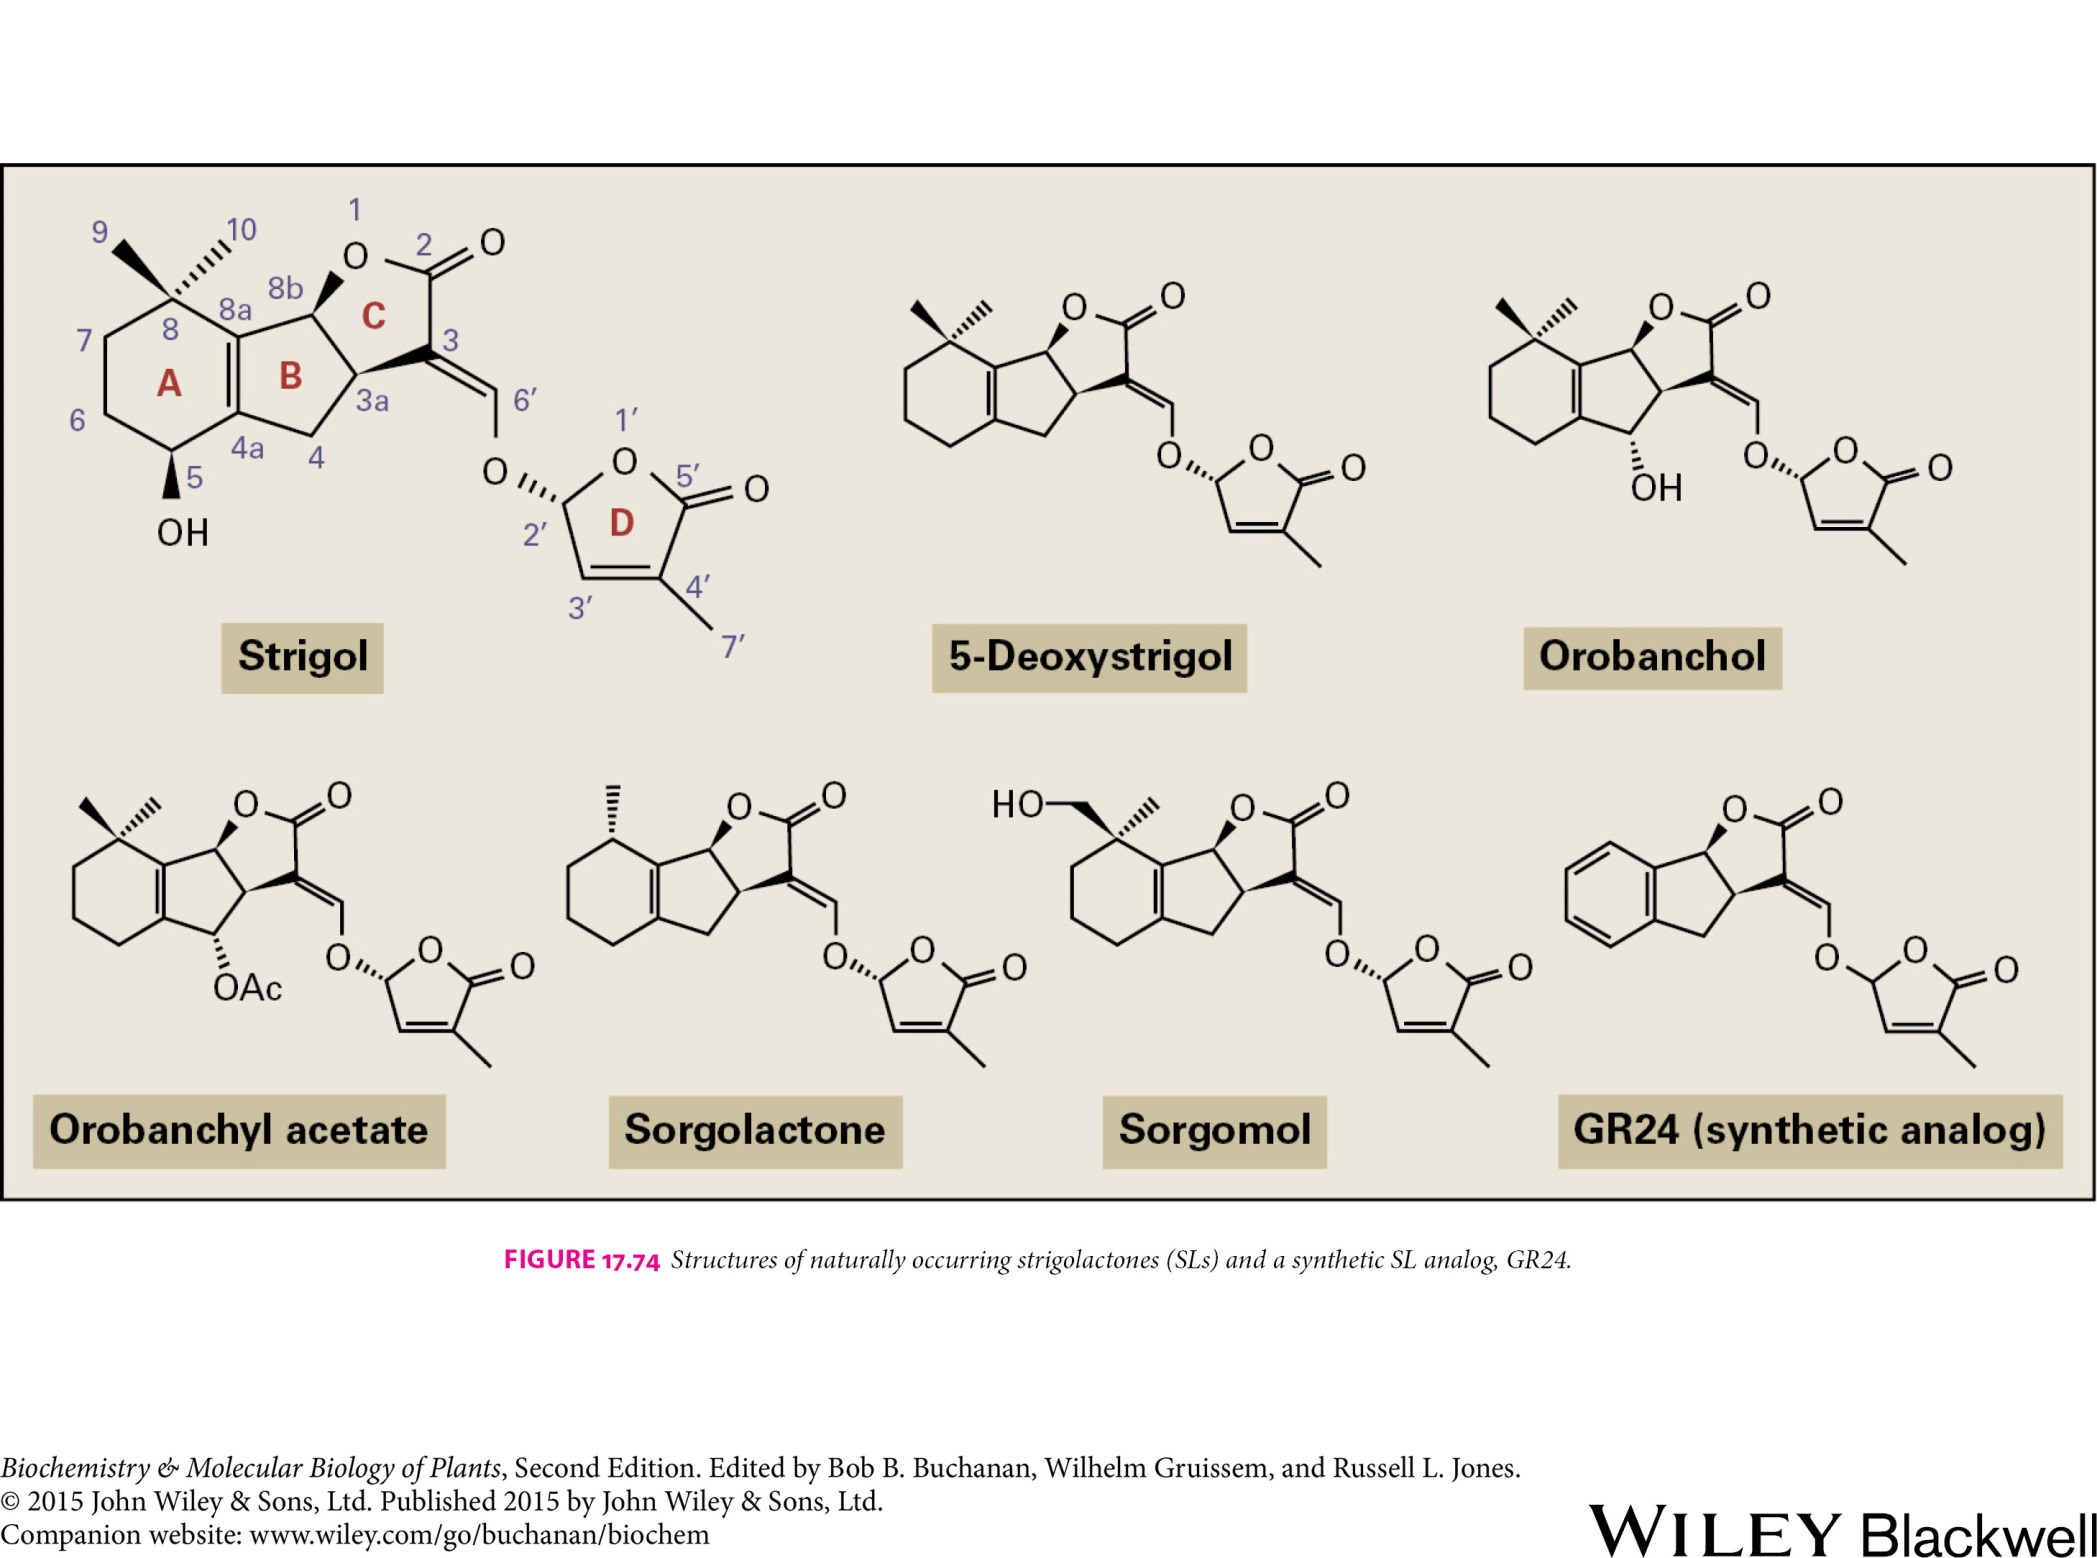 9
10
1
O
2
O
8b
8a
C
8
7
3
B
A
3a
6
6′
4a
4
1′
5
O
O
5′
O
D
2′
OH
4′
3′
7′
Strigol
O
O
O
O
O
5-Deoxystrigol
O
O
O
O
O
OH
Orobanchol
O
O
O
O
O
OAc
Orobanchyl acetate
O
O
O
O
O
Sorgolactone
HO
O
O
O
O
O
Sorgomol
O
O
O
O
O
GR24 (synthetic analog)
FIGURE 17.74 Structures of naturally occurring strigolactones (SLs) and a synthetic SL analog, GR24.
Biochemistry & Molecular Biology of Plants, Second Edition. Edited by Bob B. Buchanan, Wilhelm Gruissem, and Russell L. Jones.
© 2015 John Wiley & Sons, Ltd. Published 2015 by John Wiley & Sons, Ltd.
Companion website: www.wiley.com/go/buchanan/biochem
WILEY Blackwell